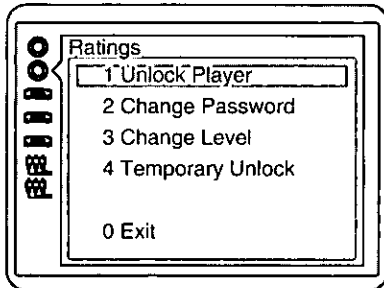 Ratings
1 Unlock Player
2 Change Password
3 Change Level
4 Temporary Unlock
0 Exit